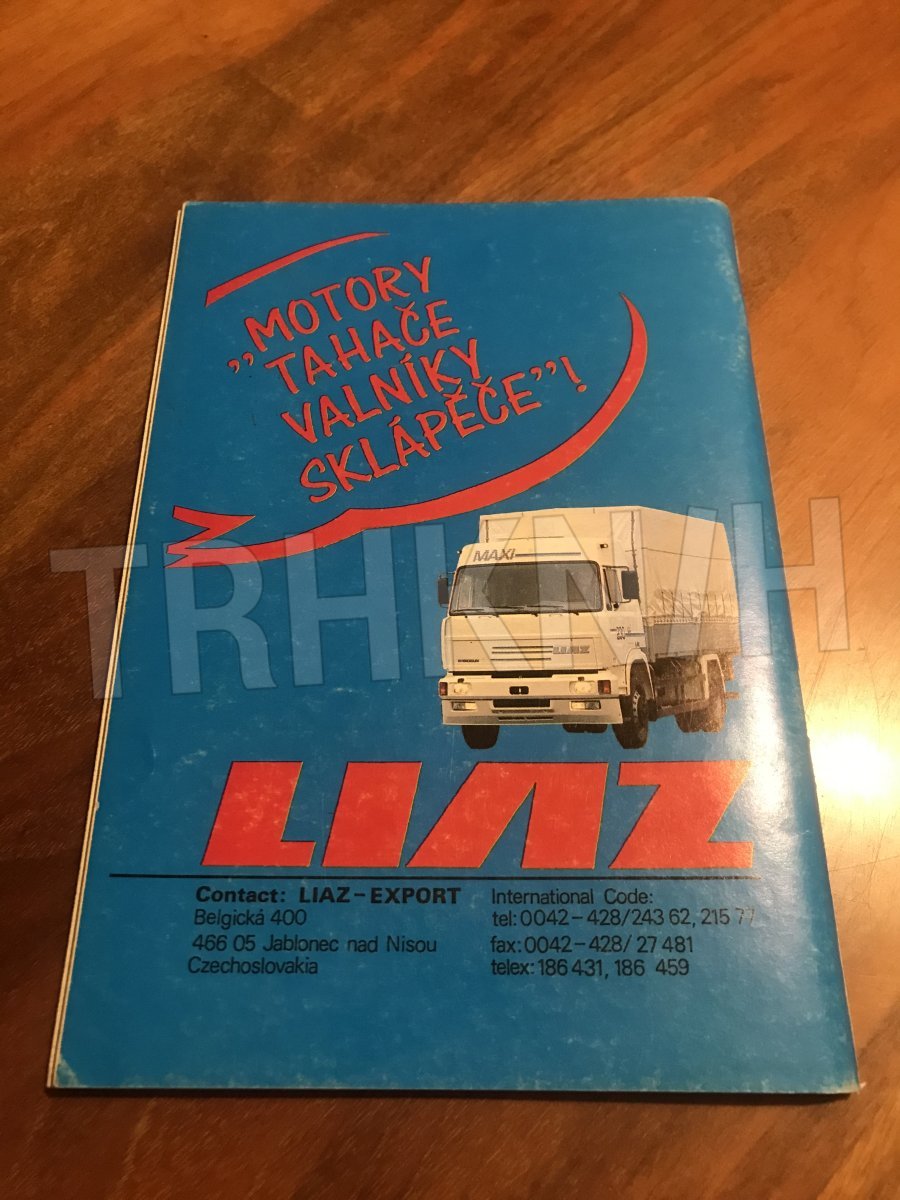 „MOTORY
TAHAČE
VALNÍKY
SKLÁPĚČE”!
MAXI
LIAZ
TRHKNIH
LIAZ
Contact: LIAZ-EXPORT
Belgická 400
466 05 Jablonec nad Nisou
Czechoslovakia
International Code:
tel: 0042-428/243 62, 215 77
fax: 0042-428/ 27 481
telex: 186 431, 186 459